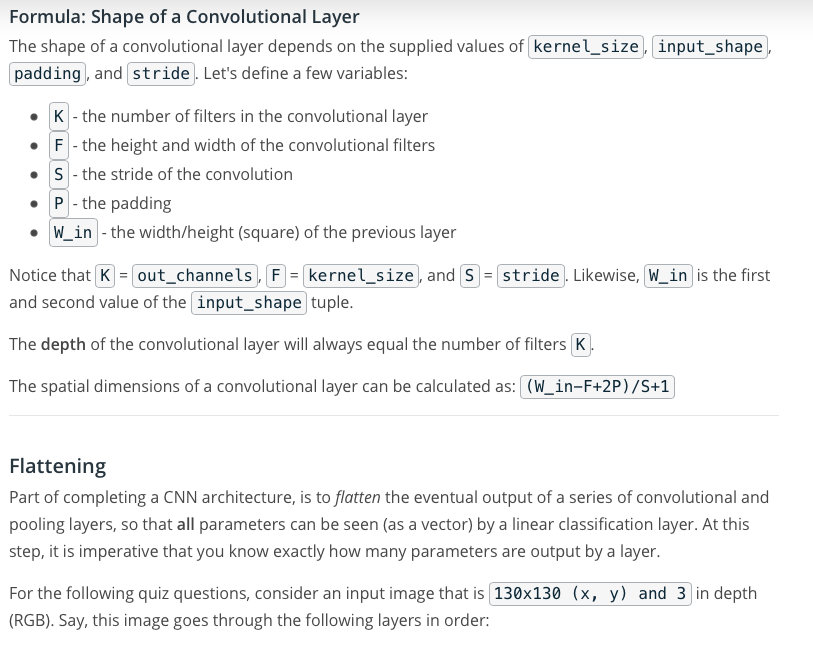 Formula: Shape of a Convolutional Layer
The shape of a convolutional layer depends on the supplied values of kernel_size, input_shape,
padding, and stride. Let's define a few variables:
• K - the number of filters in the convolutional layer
• F - the height and width of the convolutional filters
• S - the stride of the convolution
• P - the padding
• W_in - the width/height (square) of the previous layer
Notice that K = out_channels, F = kernel_size, and S = stride. Likewise, W_in is the first
and second value of the input_shape tuple.
The depth of the convolutional layer will always equal the number of filters K.
The spatial dimensions of a convolutional layer can be calculated as: (W_in−F+2P)/S+1
Flattening
Part of completing a CNN architecture, is to flatten the eventual output of a series of convolutional and
pooling layers, so that all parameters can be seen (as a vector) by a linear classification layer. At this
step, it is imperative that you know exactly how many parameters are output by a layer.
For the following quiz questions, consider an input image that is 130x130 (x, y) and 3 in depth
(RGB). Say, this image goes through the following layers in order: